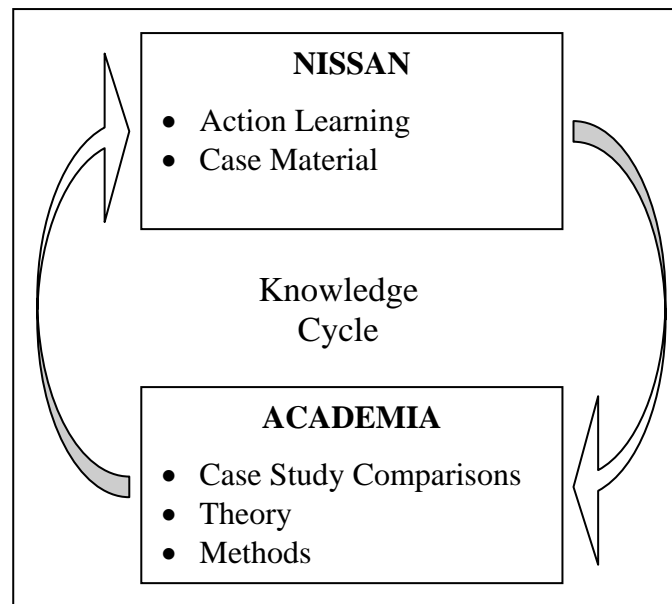 NISSAN
• Action Learning
• Case Material
Knowledge
Cycle
ACADEMIA
• Case Study Comparisons
• Theory
• Methods